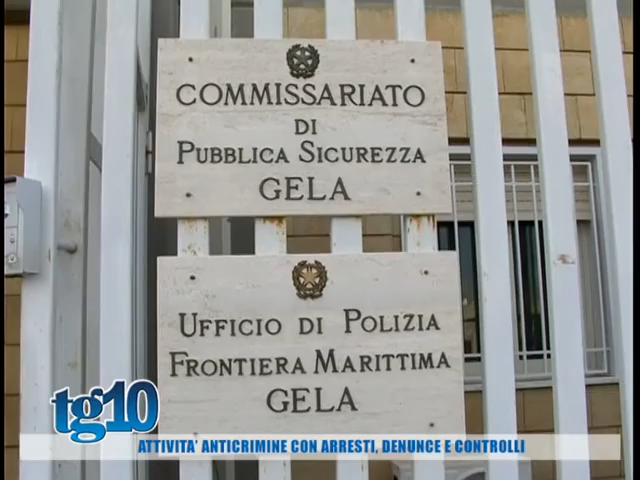 COMMISSARIATO
DI
PUBBLICA SICUREZZA
GELA
UFFICIO DI POLIZIA
FRONTIERA MARITTIMA
GELA
tg10
ATTIVITA' ANTICRIMINE CON ARRESTI, DENUNCE E CONTROLLI